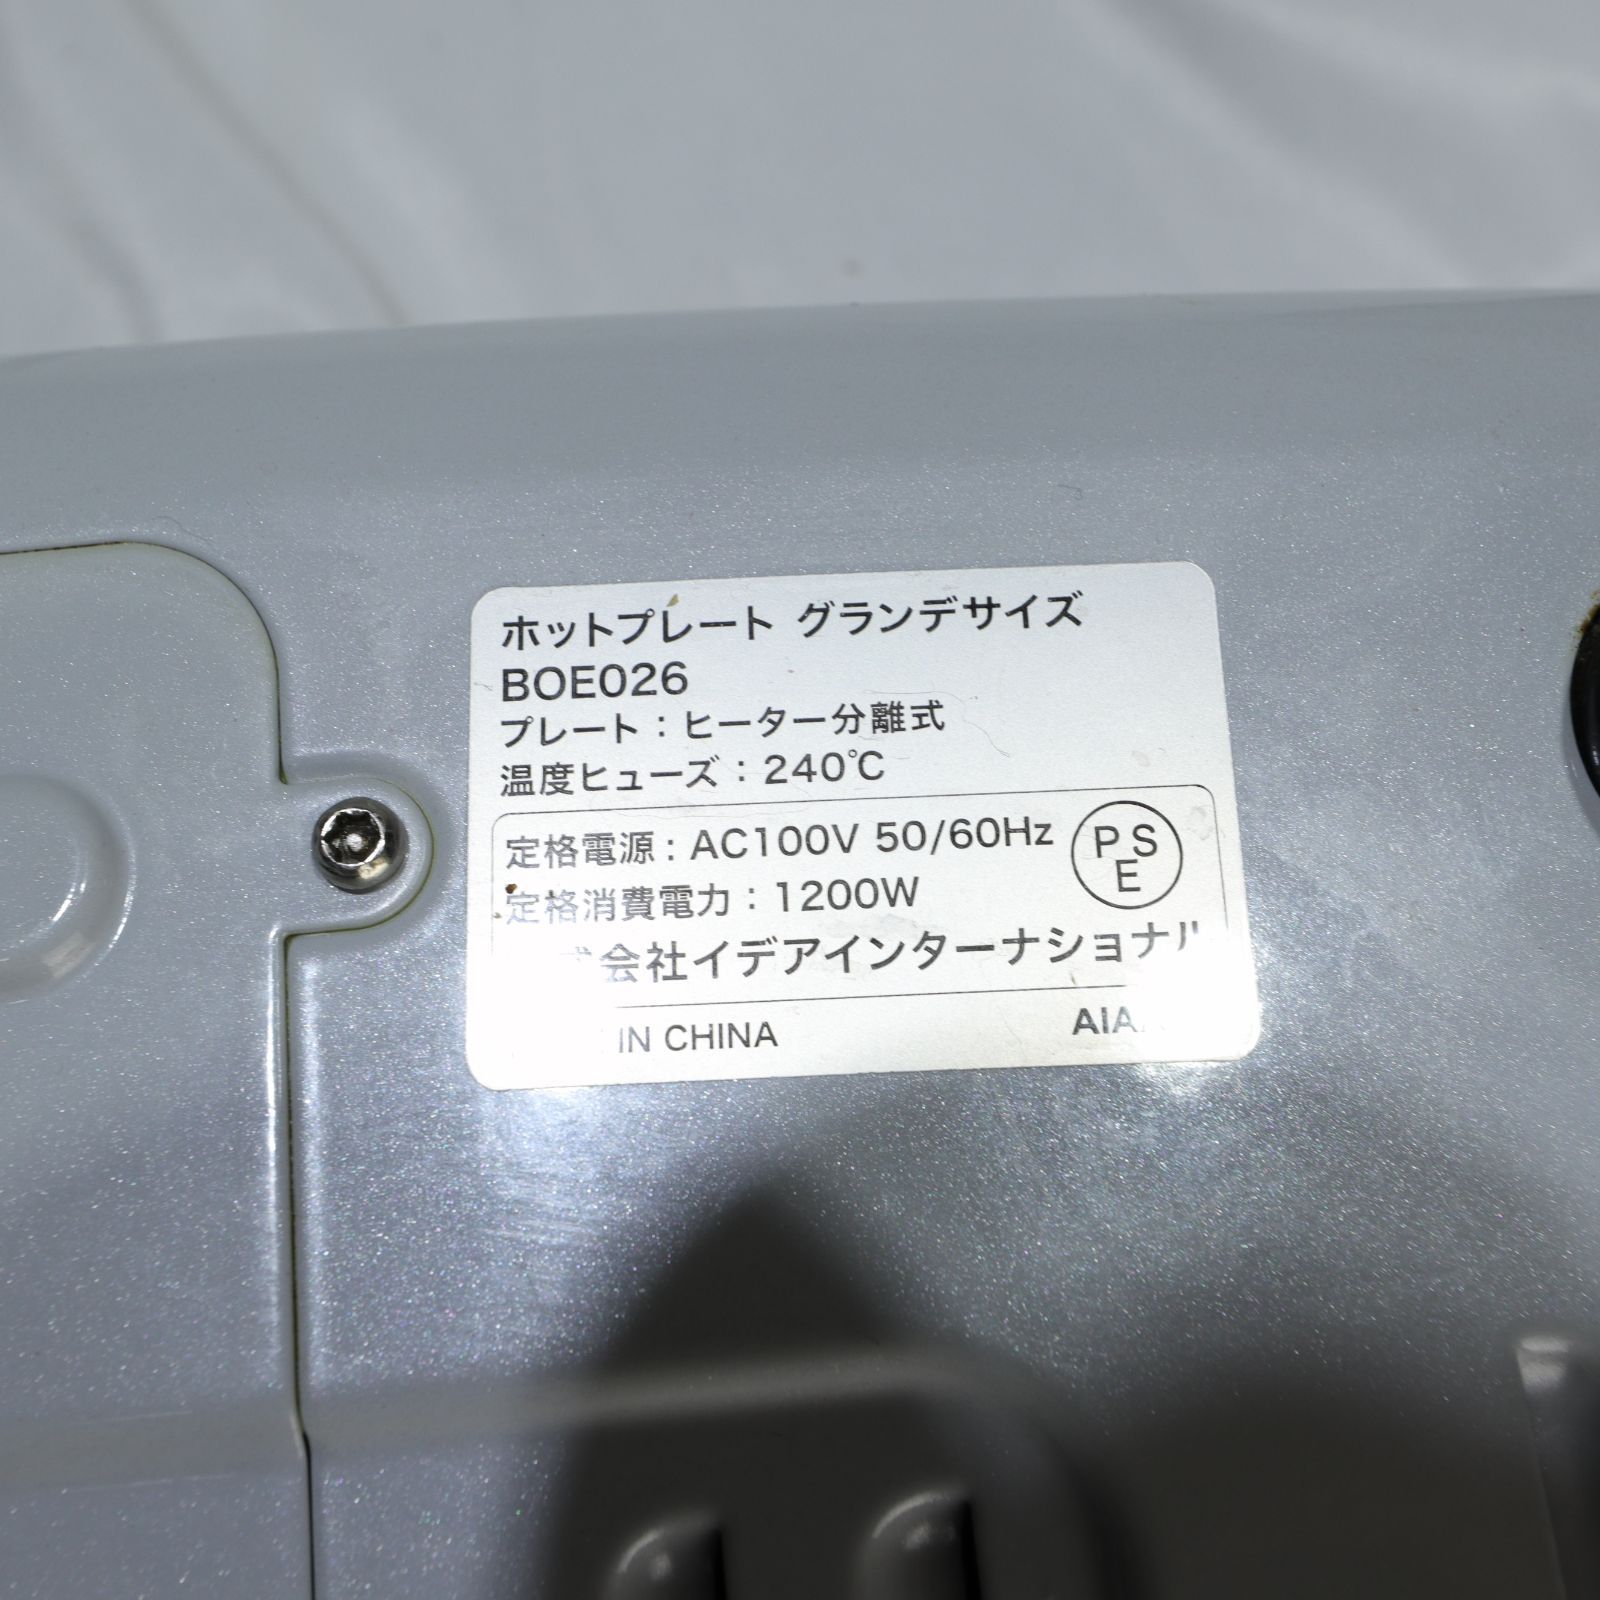 ホットプレート グランデサイズ
BOE026
プレート：ヒーター分離式
温度ヒューズ：240℃
定格電源：AC100V 50/60Hz
PSE
定格消費電力：1200W
式会社イデアインターナショナル
IN CHINA